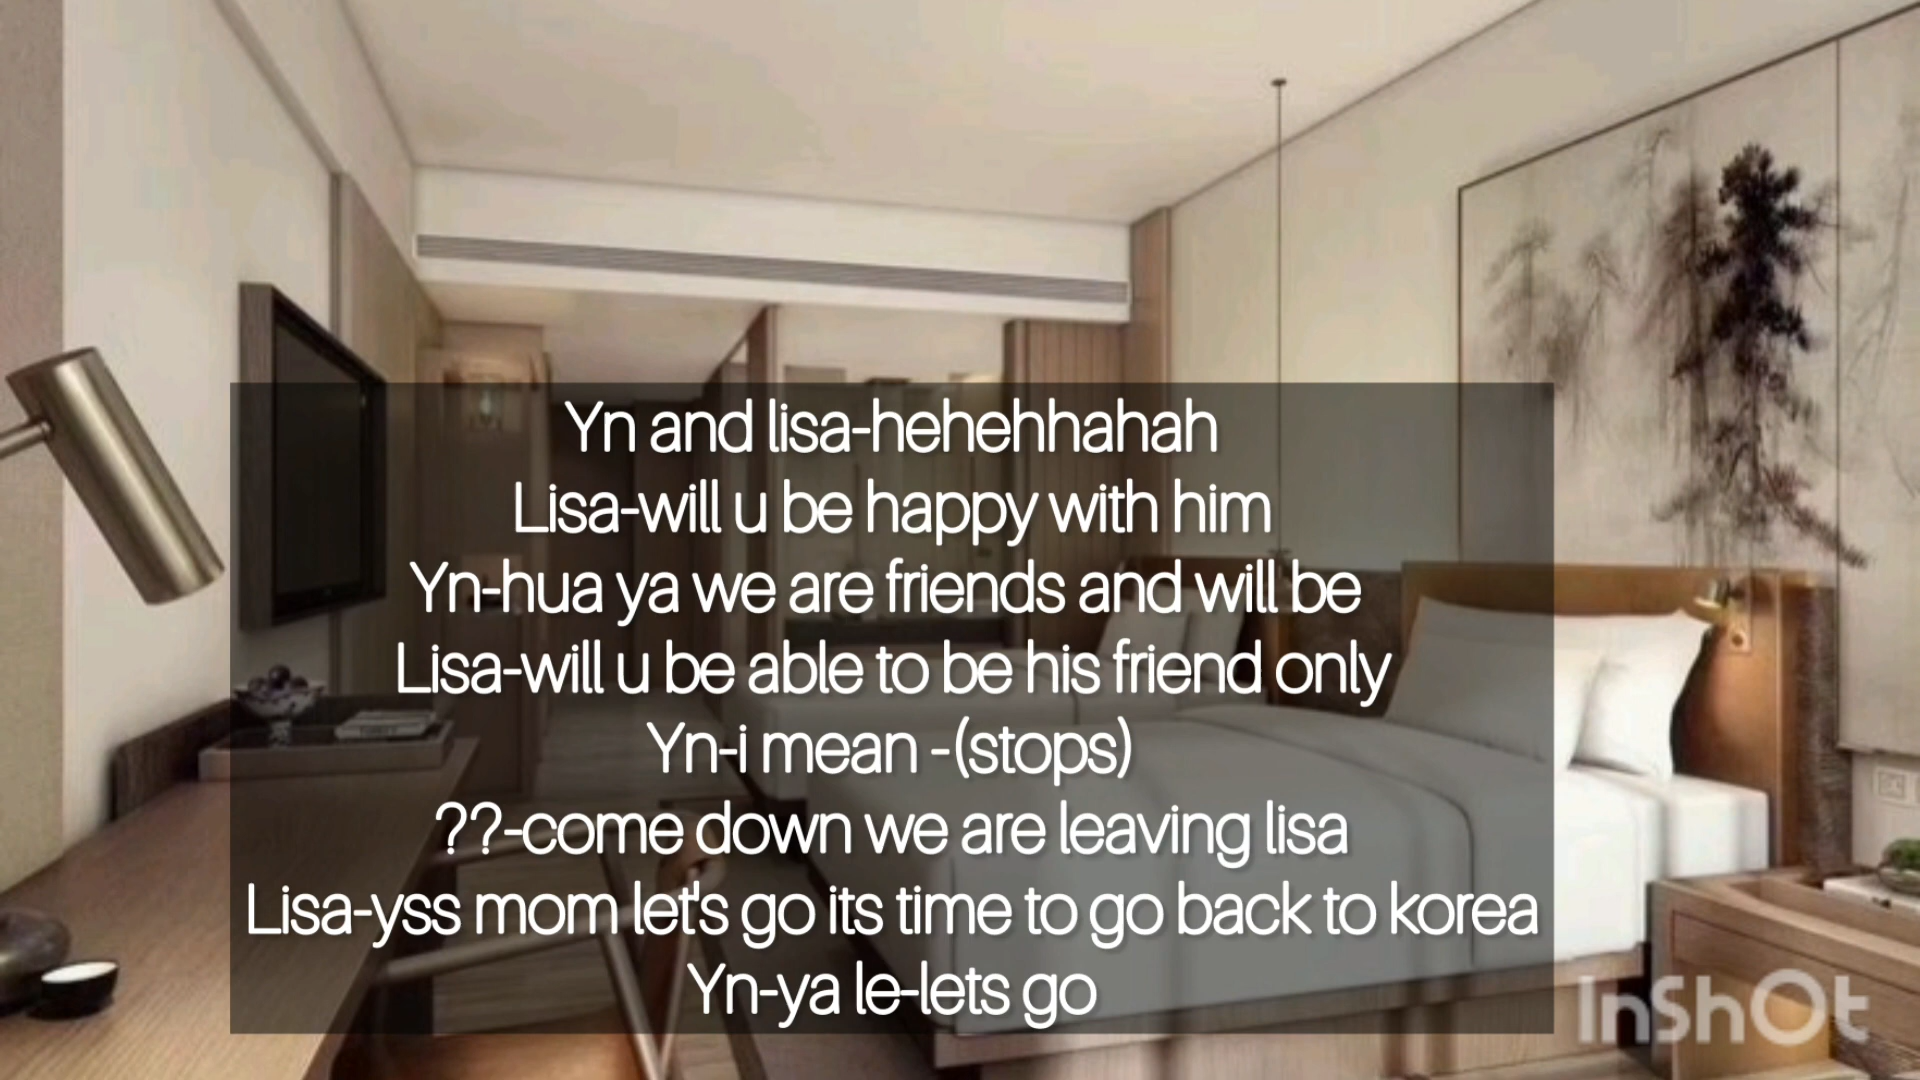 Yn and lisa-hehehhahah
Lisa-will u be happy with him
Yn-hua ya we are friends and will be
Lisa-will u be able to be his friend only
Yn-i mean -(stops)
??-come down we are leaving lisa
Lisa-yss mom let's go its time to go back to korea
Yn-ya le-lets go
InShOt